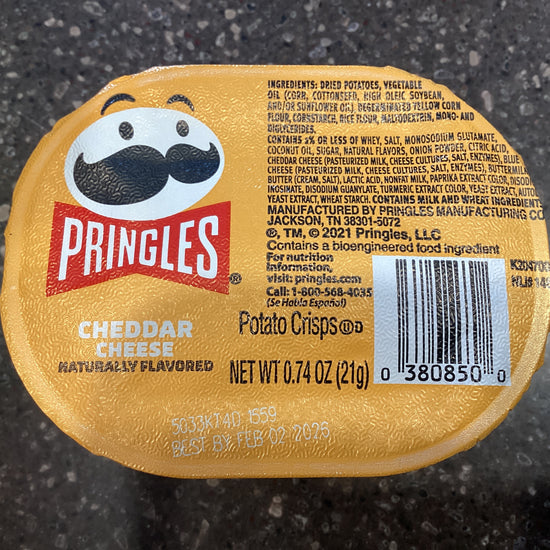 PRINGLES
®
CHEDDAR
CHEESE
NATURALLY FLAVORED
INGREDIENTS: DRIED POTATOES, VEGETABLE
OIL (CORN, COTTONSEED, HIGH OLEIC SOYBEAN,
AND/OR SUNFLOWER OIL), DEGERMINATED YELLOW CORN
FLOUR, CORNSTARCH, RICE FLOUR, MALTODEXTRIN, MONO- AND
DIGLYCERIDES.
CONTAINS 2% OR LESS OF WHEY, SALT, MONOSODIUM GLUTAMATE,
COCONUT OIL, SUGAR, NATURAL FLAVORS, ONION POWDER, CITRIC ACID,
CHEDDAR CHEESE (PASTEURIZED MILK, CHEESE CULTURES, SALT, ENZYMES), BLUE
CHEESE (PASTEURIZED MILK, CHEESE CULTURES, SALT, ENZYMES), BUTTERMILK
BUTTER (CREAM, SALT), LACTIC ACID, NONFAT MILK, PAPRIKA EXTRACT COLOR, DISOD
INOSINATE, DISODIUM GUANYLATE, TURMERIC EXTRACT COLOR, YEAST EXTRACT, AUTO
YEAST EXTRACT, WHEAT STARCH. CONTAINS MILK AND WHEAT INGREDIENTS.
MANUFACTURED BY PRINGLES MANUFACTURING CO
JACKSON, TN 38301-5072
®, TM, © 2021 Pringles, LLC
Contains a bioengineered food ingredient
For nutrition
information,
visit: pringles.com
Call: 1-800-568-4035
(Se Habla Español)
Potato Crisps ⓊD
NET WT 0.74 OZ (21g)
0 380850 0
5033KT4D 1559
BEST BY FEB 02 2026